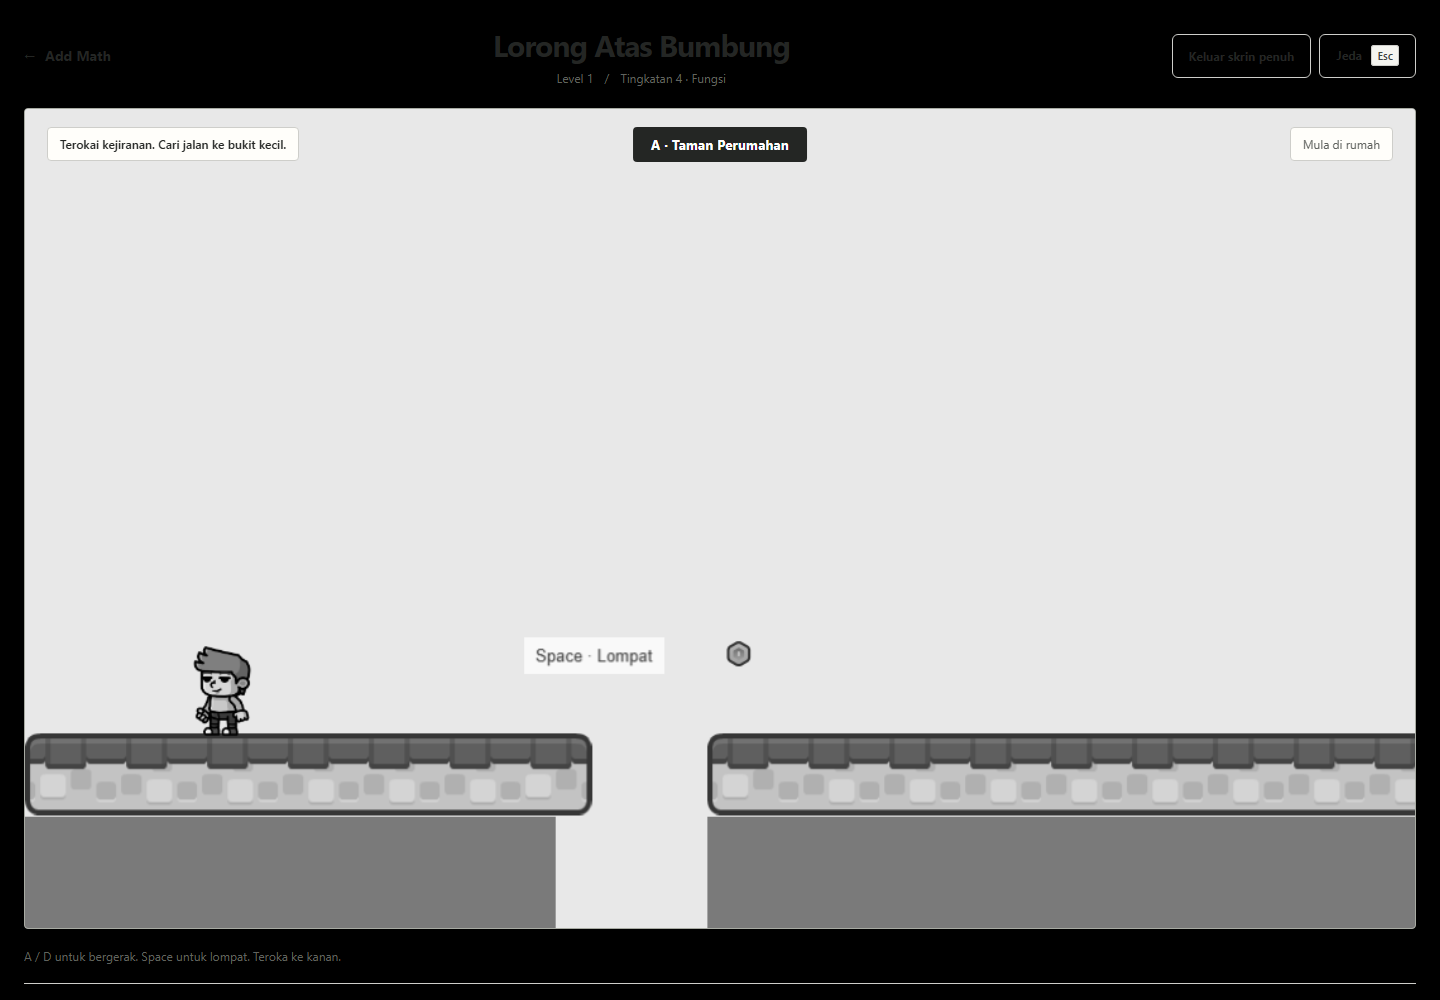 ← Add Math
Lorong Atas Bumbung
Level 1 / Tingkatan 4 · Fungsi
Keluar skrin penuh
Jeda Esc
Terokai kejiranan. Cari jalan ke bukit kecil.
A · Taman Perumahan
Mula di rumah
Space · Lompat
A / D untuk bergerak. Space untuk lompat. Teroka ke kanan.